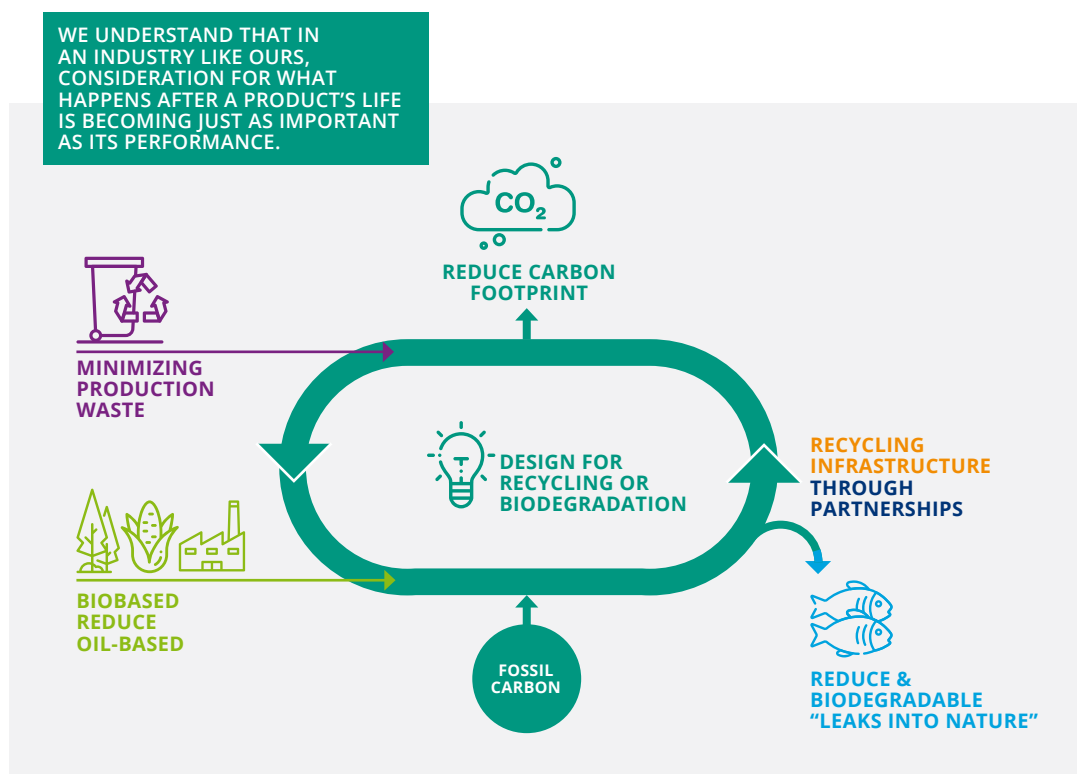 WE UNDERSTAND THAT IN
AN INDUSTRY LIKE OURS,
CONSIDERATION FOR WHAT
HAPPENS AFTER A PRODUCT'S LIFE
IS BECOMING JUST AS IMPORTANT
AS ITS PERFORMANCE.
CO₂
REDUCE CARBON
FOOTPRINT
MINIMIZING
PRODUCTION
WASTE
DESIGN FOR
RECYCLING OR
BIODEGRADATION
RECYCLING
INFRASTRUCTURE
THROUGH
PARTNERSHIPS
BIOBASED
REDUCE
OIL-BASED
FOSSIL
CARBON
REDUCE &
BIODEGRADABLE
“LEAKS INTO NATURE”